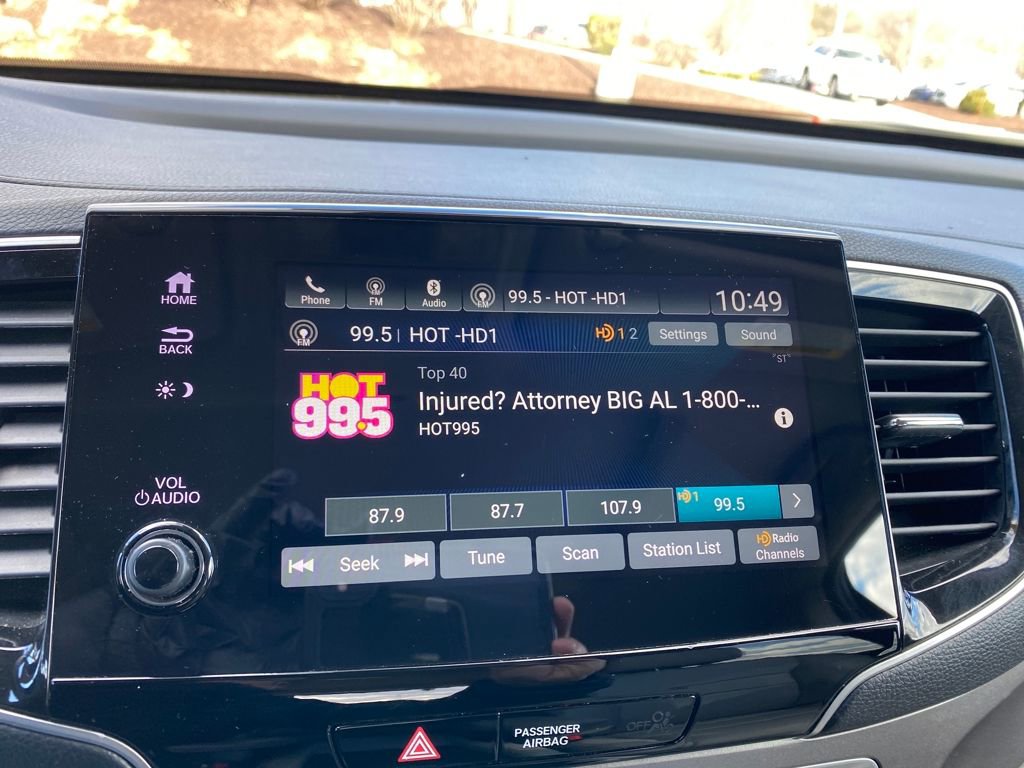 HOME
BACK
VOL
AUDIO
Phone
FM
Audio
FM
99.5 - HOT -HD1
10:49
FM
99.5 | HOT -HD1
HD 1 2
Settings
Sound
ST
HOT
99.5
Top 40
Injured? Attorney BIG AL 1-800-...
HOT995
i
87.9
87.7
107.9
HD 1
99.5
Seek
Tune
Scan
Station List
HD Radio
Channels
PASSENGER
AIRBAG
OFF